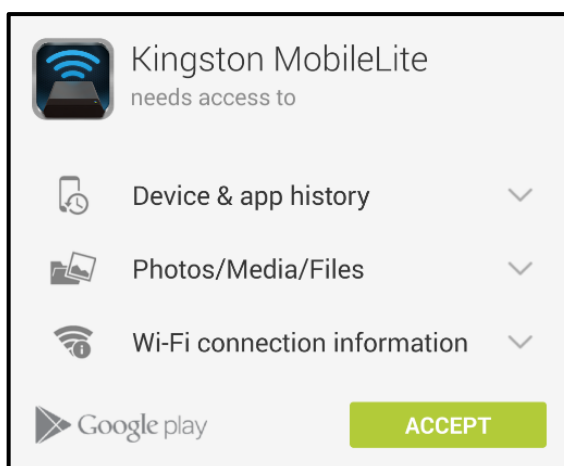 Kingston MobileLite
needs access to
Device & app history
Photos/Media/Files
Wi-Fi connection information
Google play
ACCEPT